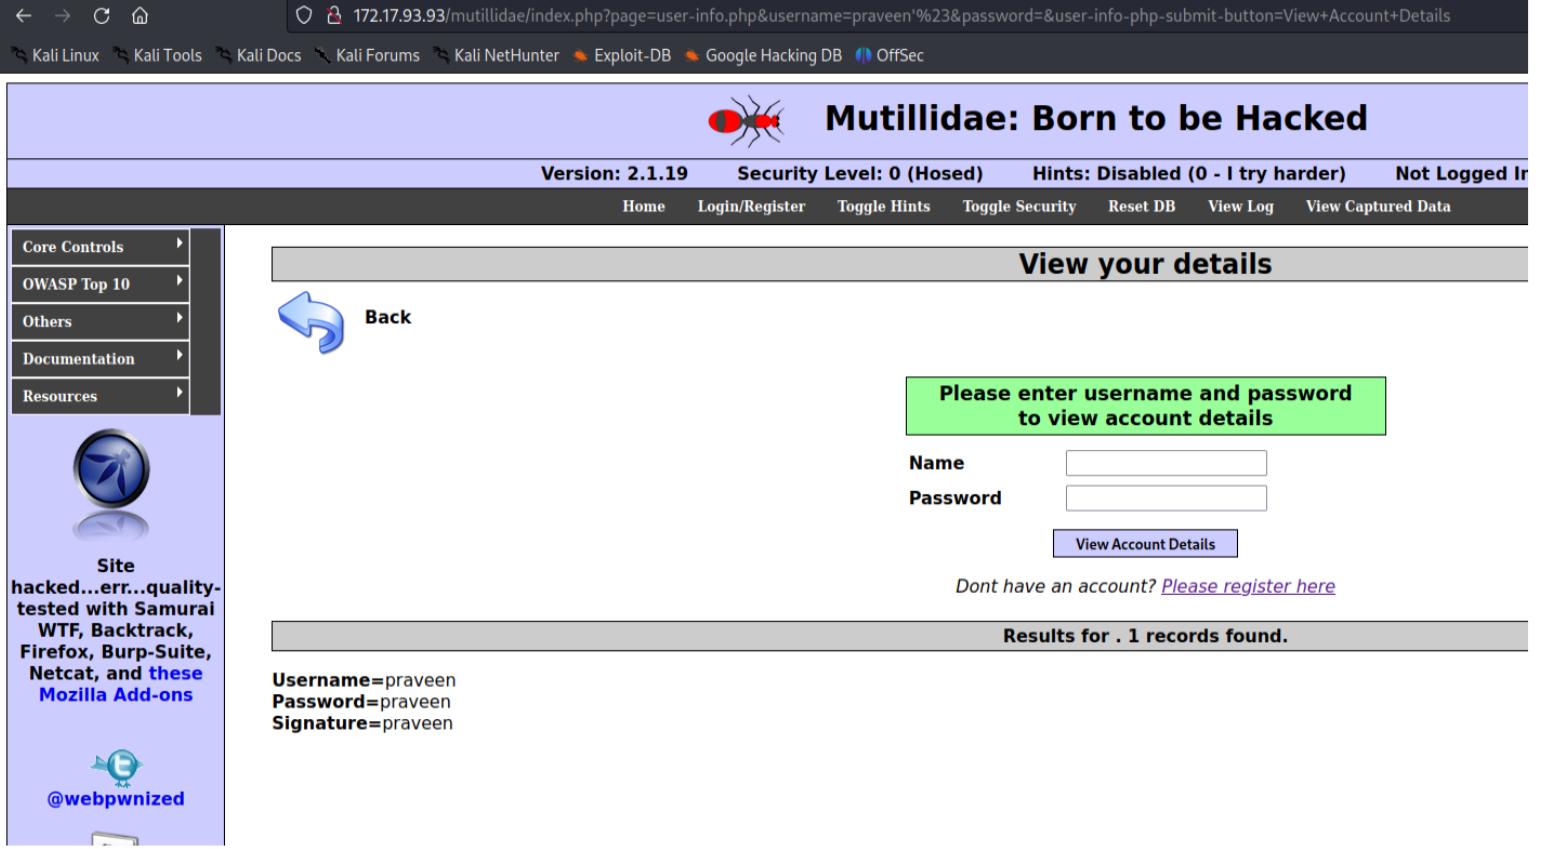 172.17.93.93/mutillidae/index.php?page=user-info.php&username=praveen'%23&password=&user-info-php-submit-button=View+Account+Details
Kali Linux Kali Tools Kali Docs Kali Forums Kali NetHunter Exploit-DB Google Hacking DB OffSec
Mutillidae: Born to be Hacked
Version: 2.1.19 Security Level: 0 (Hosed) Hints: Disabled (0 - I try harder) Not Logged In
Home Login/Register Toggle Hints Toggle Security Reset DB View Log View Captured Data
Core Controls
OWASP Top 10
Others
Documentation
Resources
Site
hacked...err...quality-
tested with Samurai
WTF, Backtrack,
Firefox, Burp-Suite,
Netcat, and these
Mozilla Add-ons
@webpwnized
View your details
Back
Please enter username and password
to view account details
Name
Password
View Account Details
Dont have an account? Please register here
Results for . 1 records found.
Username=praveen
Password=praveen
Signature=praveen